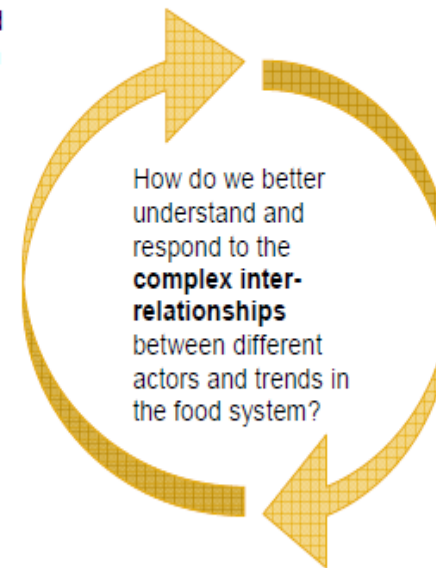 How do we better
understand and
respond to the
complex inter-
relationships
between different
actors and trends in
the food system?